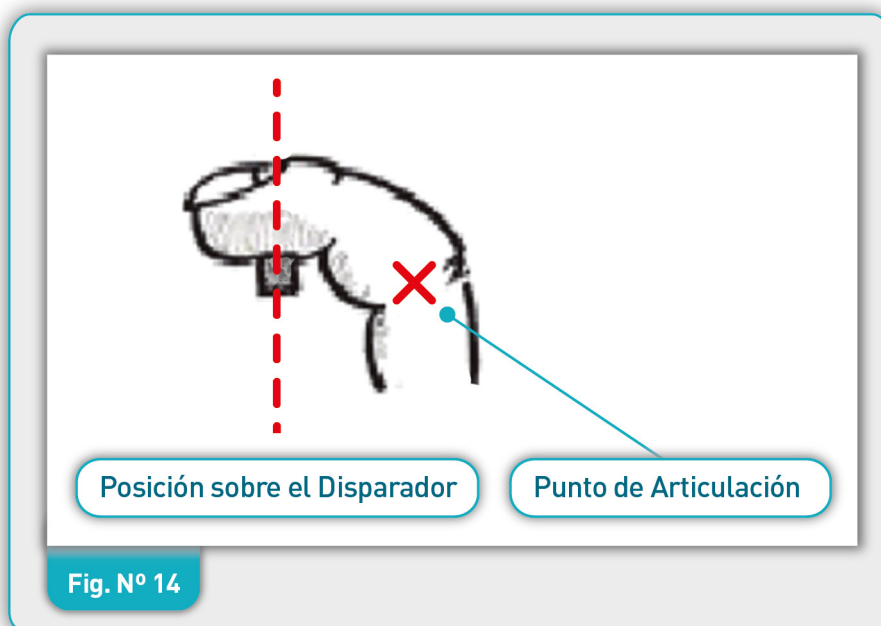 Posición sobre el Disparador
Punto de Articulación
Fig. Nº 14